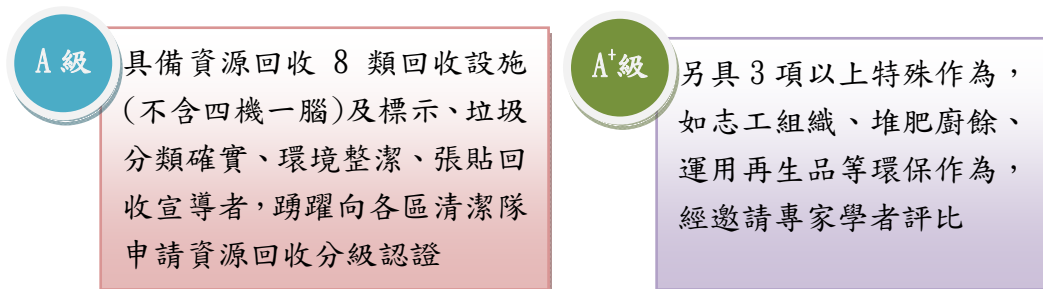 A 級
具備資源回收 8 類回收設施
(不含四機一腦)及標示、垃圾
分類確實、環境整潔、張貼回
收宣導者，踴躍向各區清潔隊
申請資源回收分級認證
A⁺級
另具 3 項以上特殊作為，
如志工組織、堆肥廚餘、
運用再生品等環保作為，
經邀請專家學者評比